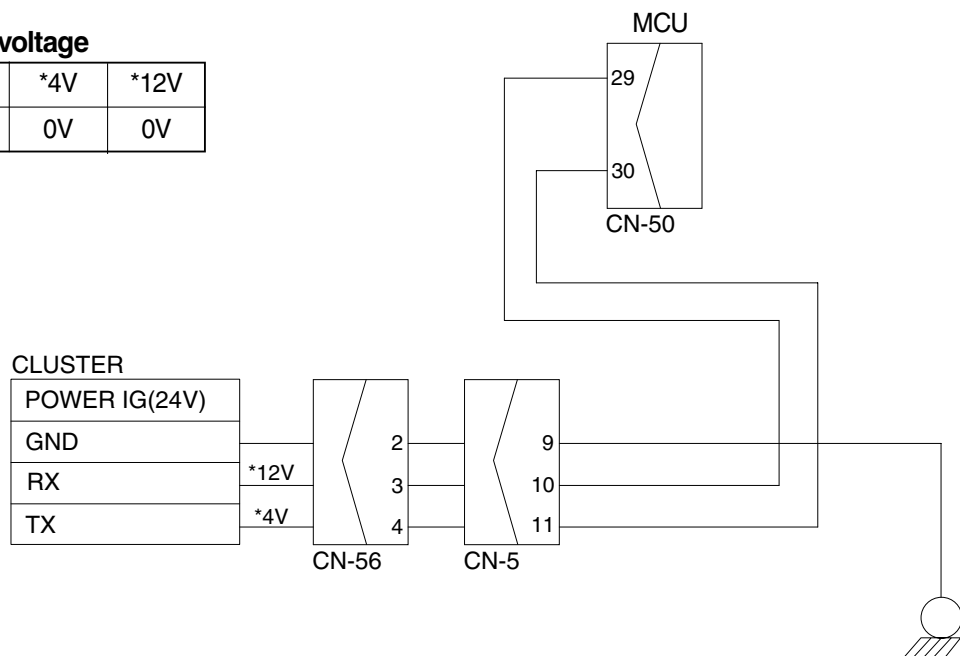 voltage
*4V *12V
0V 0V
MCU
29
30
CN-50
CLUSTER
POWER IG(24V)
GND
RX
TX
*12V
*4V
2
3
4
CN-56
9
10
11
CN-5